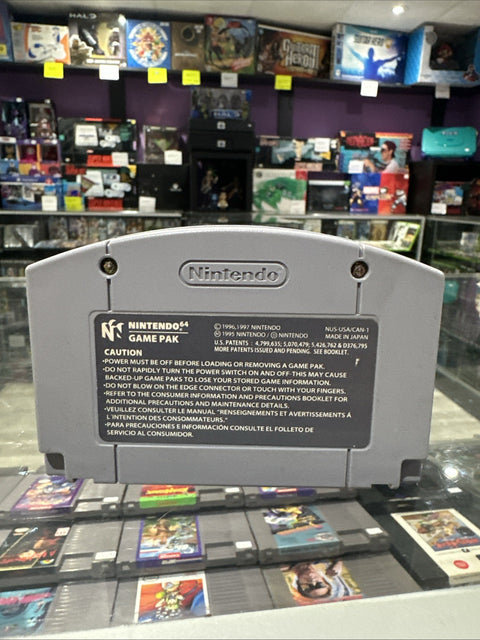 HALO
GUITAR HERO
HALO
Nintendo
NINTENDO64
GAME PAK
© 1996, 1997 NINTENDO
Ⓜ 1995 NINTENDO / ⓒ NINTENDO
NUS-USA/CAN-1
MADE IN JAPAN
U.S. PATENTS : 4,799,635; 5,070,479; 5,426,762 & D376,795
MORE PATENTS ISSUED AND PENDING. SEE BOOKLET.
CAUTION
•POWER MUST BE OFF BEFORE LOADING OR REMOVING A GAME PAK.
•DO NOT RAPIDLY TURN THE POWER SWITCH ON AND OFF-THIS MAY CAUSE
BACKED-UP GAME PAKS TO LOSE YOUR STORED GAME INFORMATION.
•DO NOT BLOW ON THE EDGE CONNECTOR OR TOUCH WITH YOUR FINGERS.
•REFER TO THE CONSUMER INFORMATION AND PRECAUTIONS BOOKLET FOR
ADDITIONAL PRECAUTIONS AND MAINTENANCE DETAILS.
•VEUILLEZ CONSULTER LE MANUAL "RENSEIGNEMENTS ET AVERTISSEMENTS À
L'INTENTION DES CONSOMMATEURS."
•PARA PRECAUCIONES E INFORMACIÓN CONSULTE EL FOLLETO DE
SERVICIO AL CONSUMIDOR.